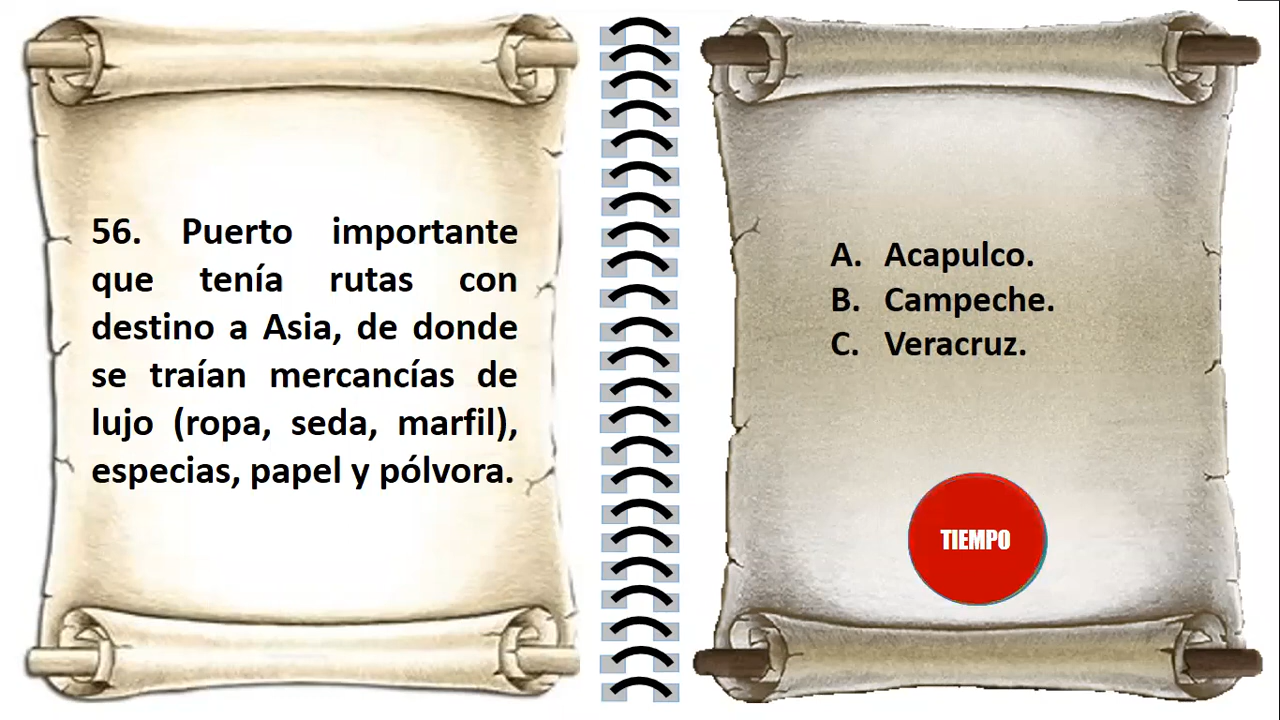 56. Puerto importante
que tenía rutas con
destino a Asia, de donde
se traían mercancías de
lujo (ropa, seda, marfil),
especias, papel y pólvora.
A. Acapulco.
B. Campeche.
C. Veracruz.
TIEMPO